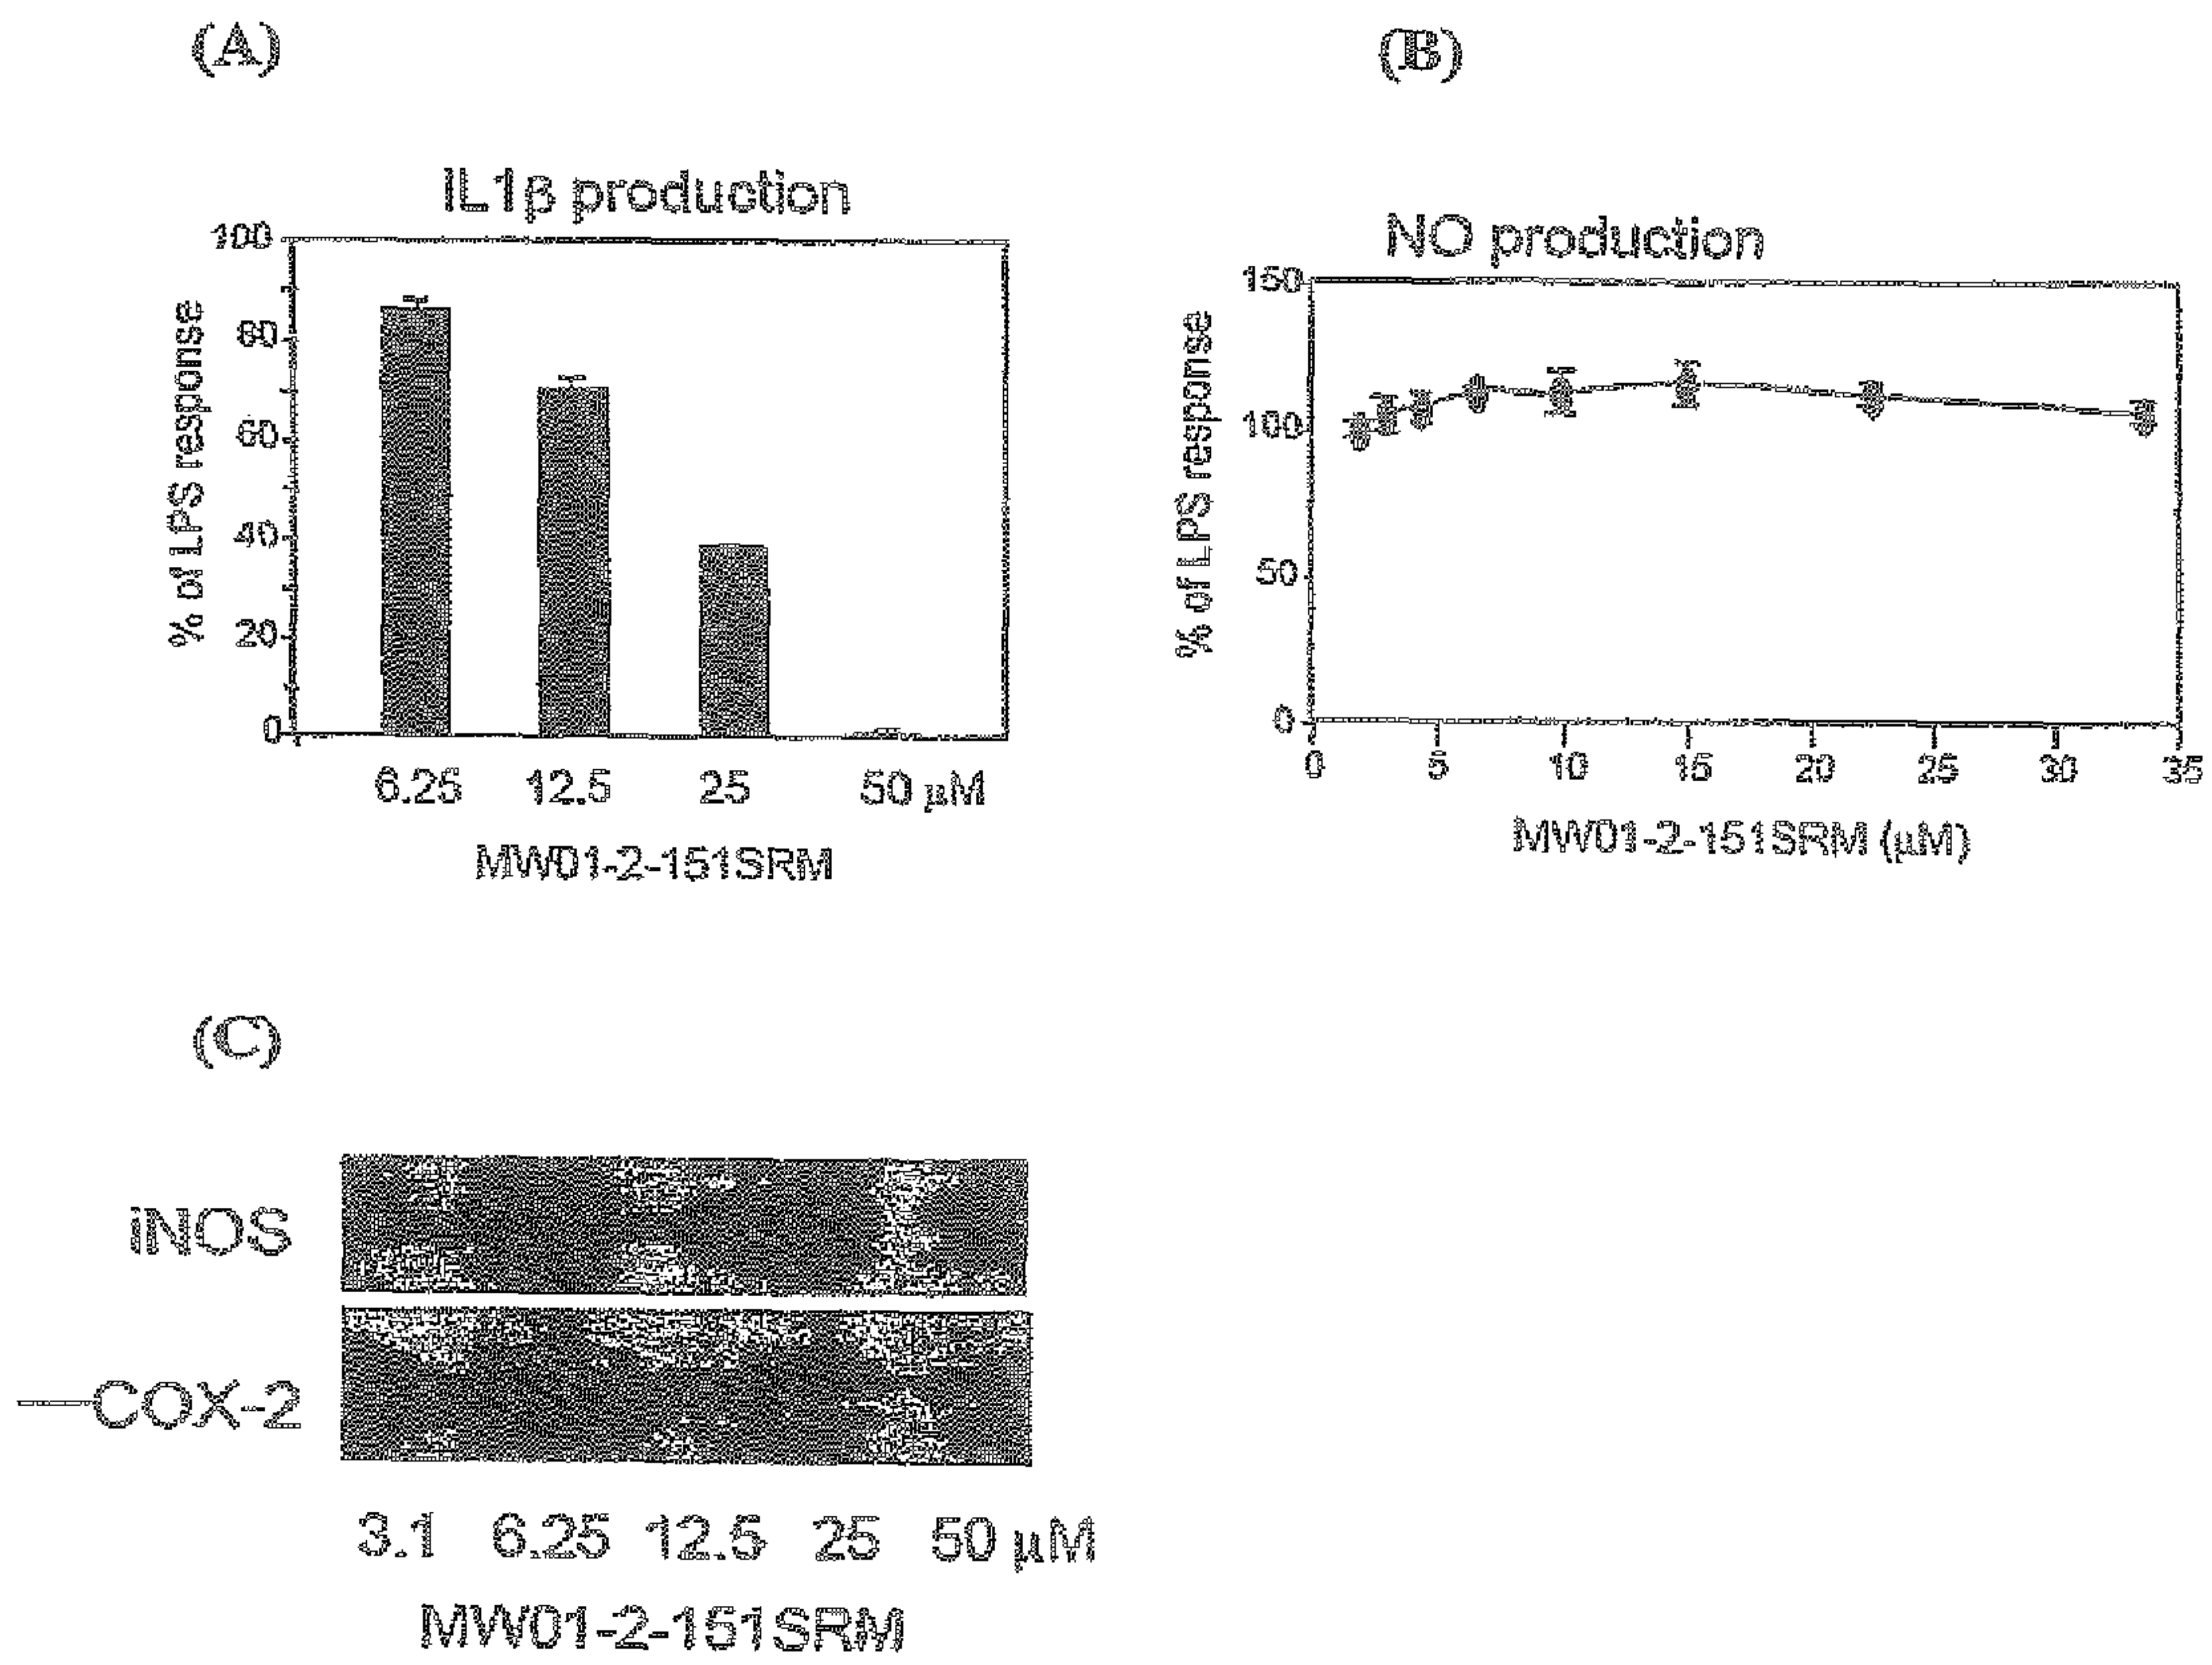 (A)
IL1β production
100
80
60
40
20
0
% of LPS response
6.25 12.5 25 50 μM
MW01-2-151SRM
(B)
NO production
150
100
50
0
% of LPS response
0 5 10 15 20 25 30 35
MW01-2-151SRM (μM)
(C)
iNOS
COX-2
3.1 6.25 12.5 25 50 μM
MW01-2-151SRM